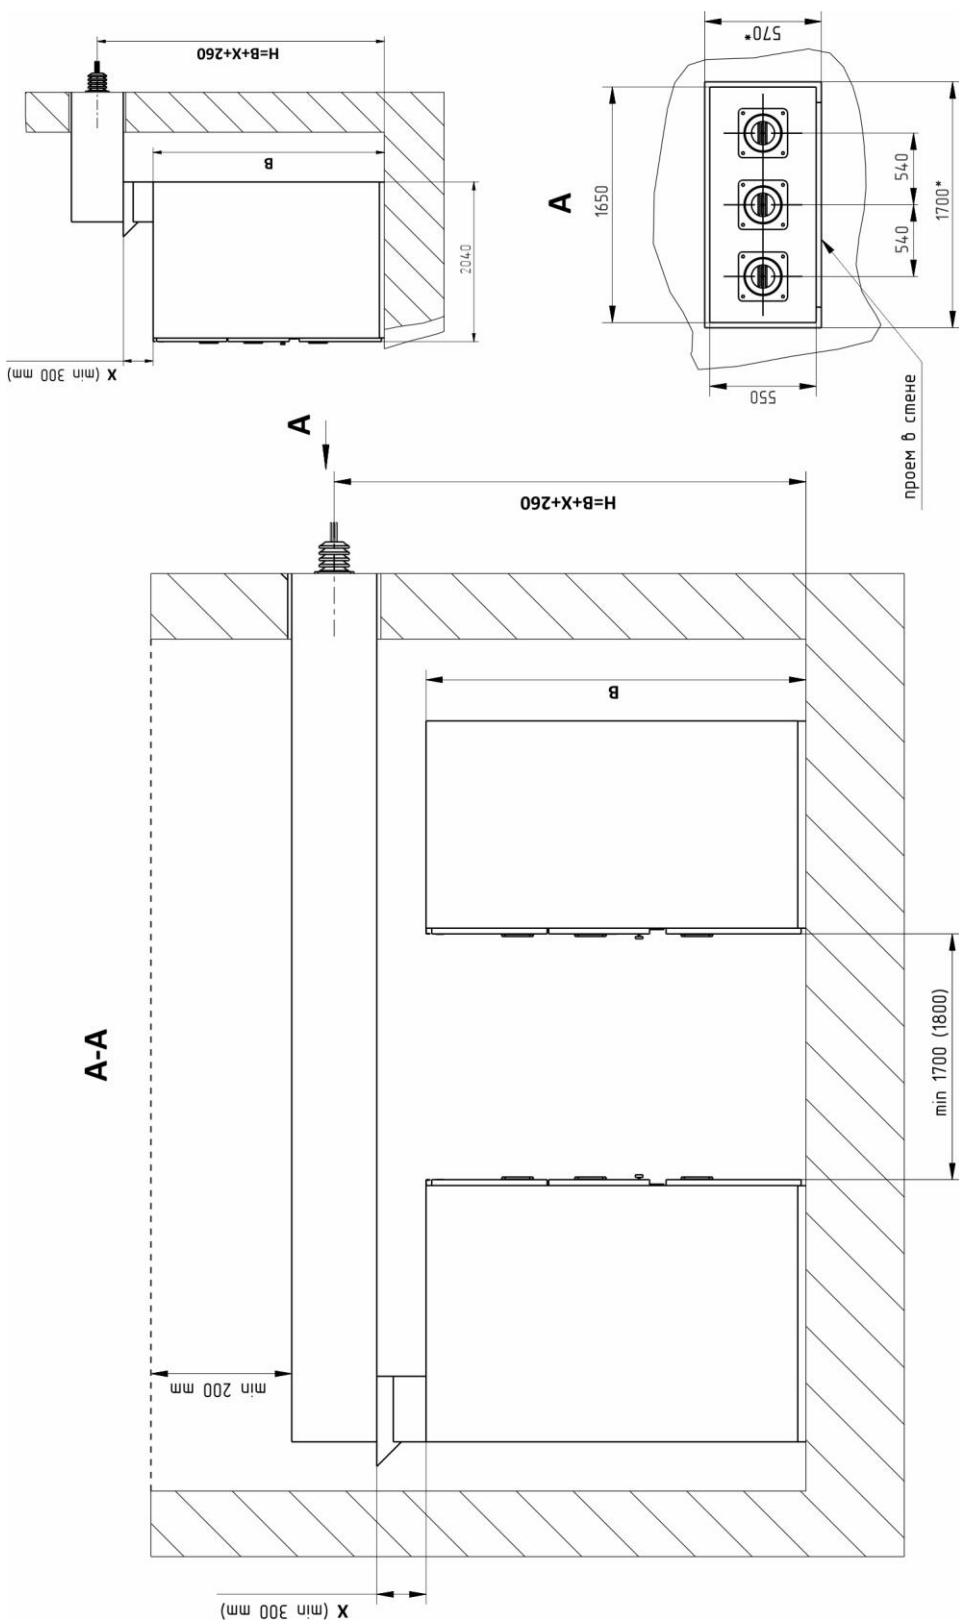 H=B+X+260
B
2040
X (min 300 mm)
A
570*
1650
540
540
1700*
550
проем в стене
A-A
A
H=B+X+260
B
min 1700 (1800)
min 200 mm
X (min 300 mm)